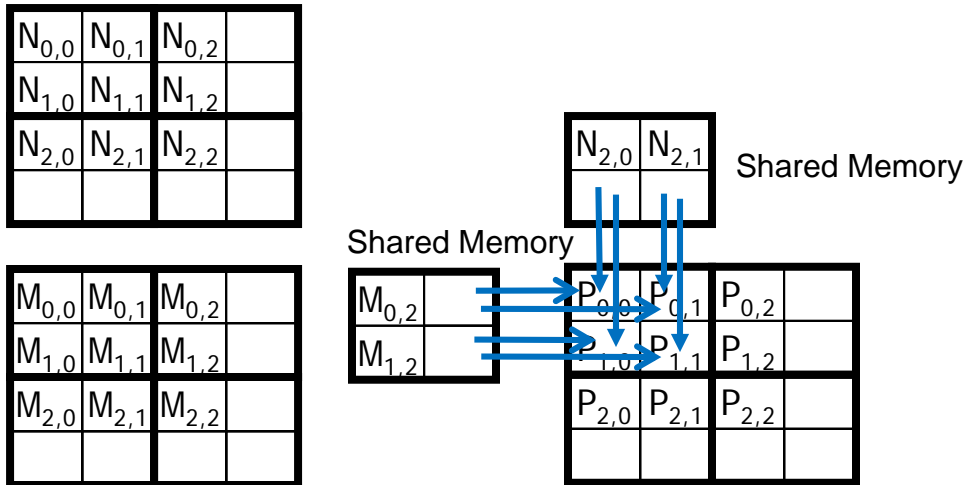 N0,0 N0,1 N0,2
N1,0 N1,1 N1,2
N2,0 N2,1 N2,2
N2,0 N2,1
Shared Memory
Shared Memory
M0,0 M0,1 M0,2
M1,0 M1,1 M1,2
M2,0 M2,1 M2,2
M0,2
M1,2
P0,0 P0,1 P0,2
P1,0 P1,1 P1,2
P2,0 P2,1 P2,2